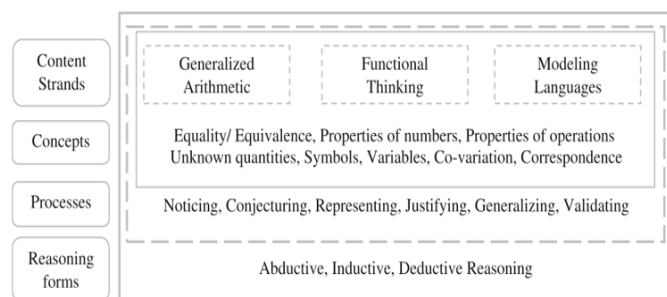 Content
Strands
Generalized
Arithmetic
Functional
Thinking
Modeling
Languages
Concepts
Equality/ Equivalence, Properties of numbers, Properties of operations
Unknown quantities, Symbols, Variables, Co-variation, Correspondence
Processes
Noticing, Conjecturing, Representing, Justifying, Generalizing, Validating
Reasoning
forms
Abductive, Inductive, Deductive Reasoning